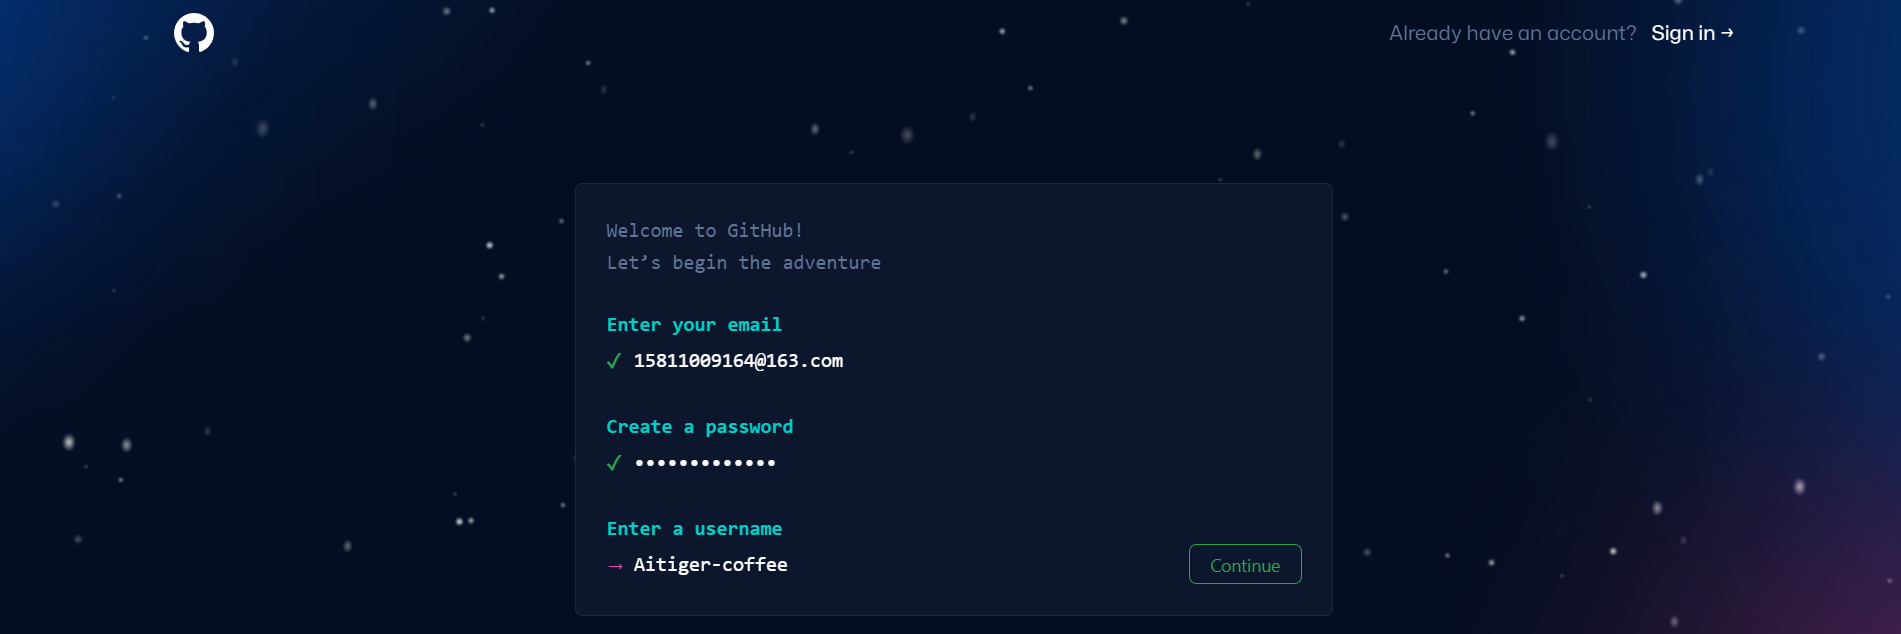 Already have an account? Sign in →
Welcome to GitHub!
Let’s begin the adventure
Enter your email
✓ 15811009164@163.com
Create a password
✓ •••••••••••••
Enter a username
→ Aitiger-coffee
Continue